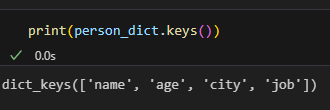 print(person_dict.keys())
0.0s
dict_keys(['name', 'age', 'city', 'job'])